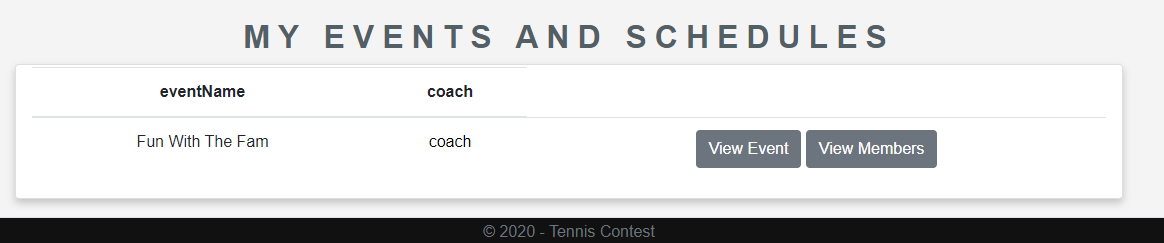 MY EVENTS AND SCHEDULES
eventName coach
Fun With The Fam coach View Event View Members
© 2020 - Tennis Contest